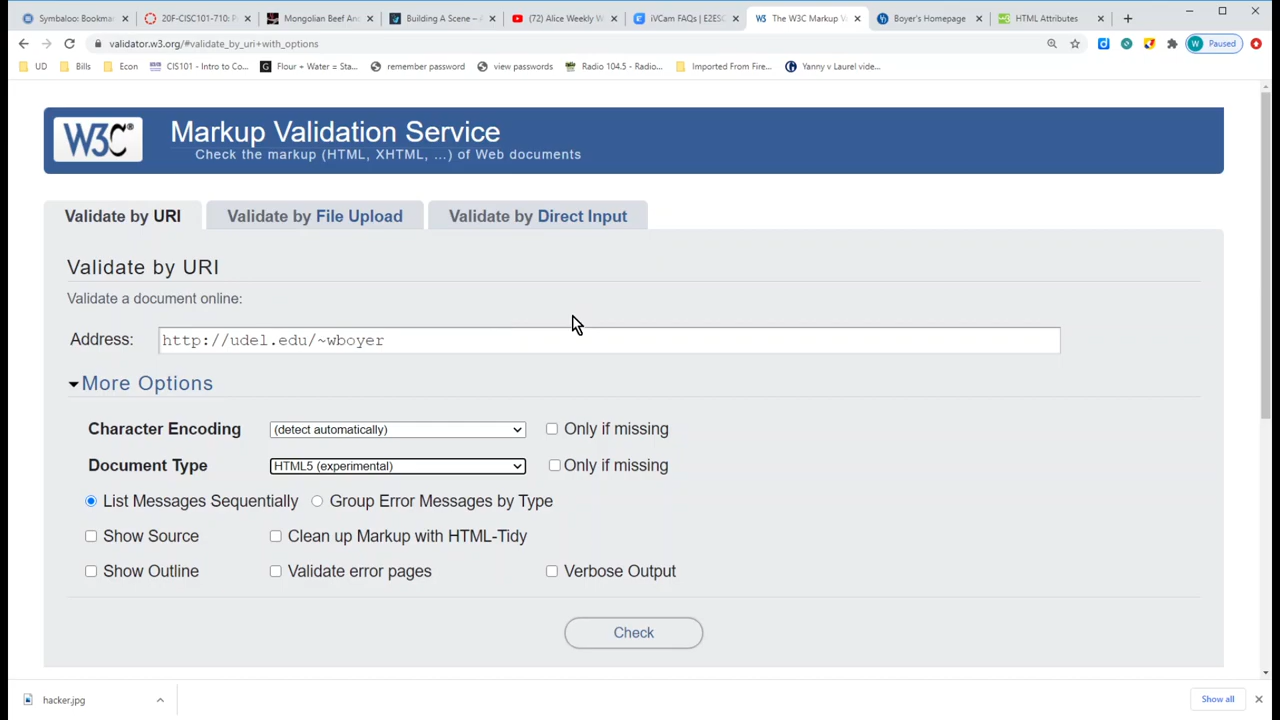 Symbaloo: Bookma
20F-CISC101-710: P
Mongolian Beef And
Building A Scene –
(72) Alice Weekly W
iVCam FAQs | E2ESC
The W3C Markup V
Boyer's Homepage
HTML Attributes
validator.w3.org/#validate_by_uri+with_options
W
Paused
UD
Bills
Econ
CIS101 - Intro to Co...
Flour + Water = Sta...
remember password
view passwords
Radio 104.5 - Radio...
Imported From Fire...
Yanny v Laurel vide...
W3C®
Markup Validation Service
Check the markup (HTML, XHTML, …) of Web documents
Validate by URI
Validate by File Upload
Validate by Direct Input
Validate by URI
Validate a document online:
Address:
http://udel.edu/~wboyer
More Options
Character Encoding
(detect automatically)
Only if missing
Document Type
HTML5 (experimental)
Only if missing
List Messages Sequentially
Group Error Messages by Type
Show Source
Clean up Markup with HTML-Tidy
Show Outline
Validate error pages
Verbose Output
Check
hacker.jpg
Show all